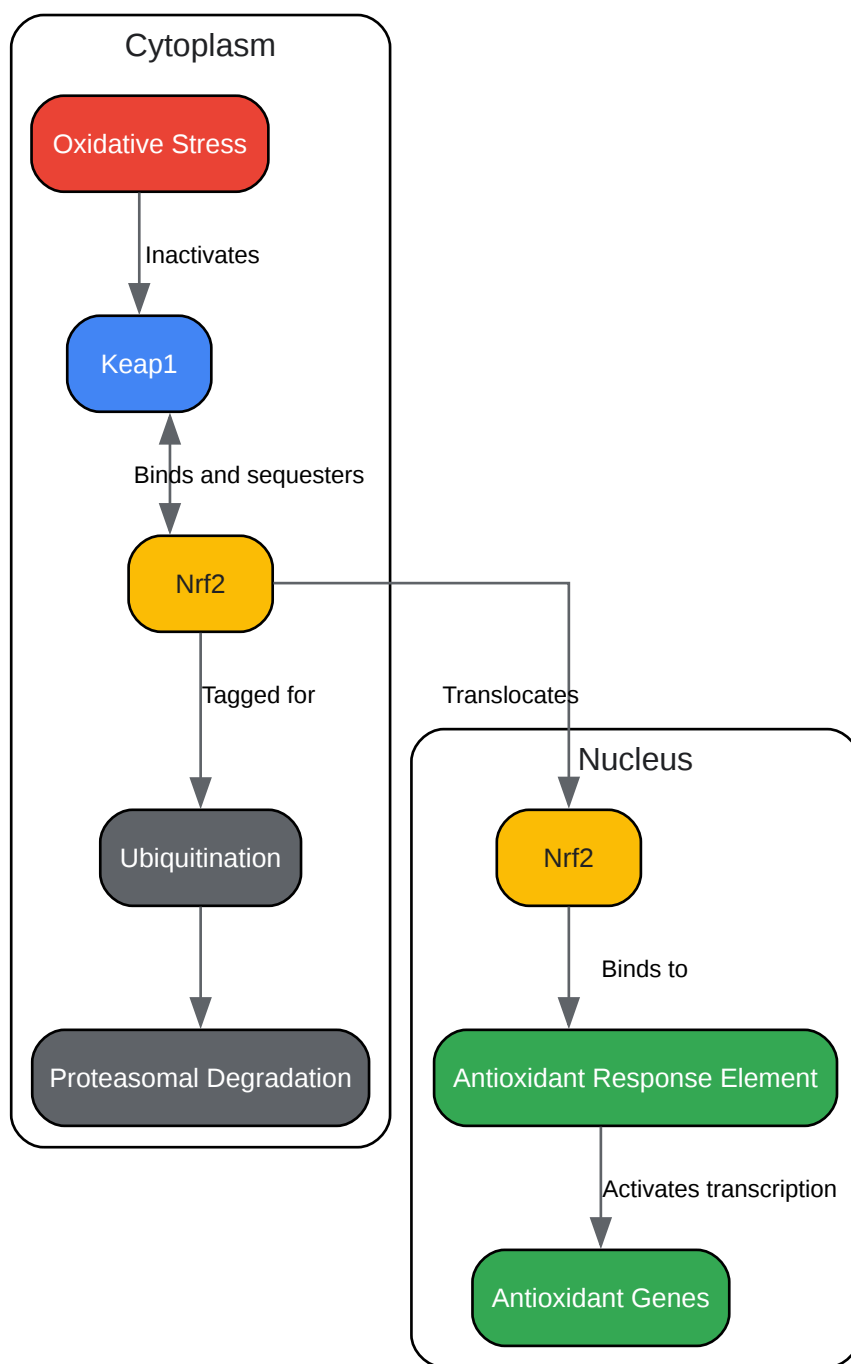 Cytoplasm
Oxidative Stress
Inactivates
Keap1
Binds and sequesters
Nrf2
Tagged for
Translocates
Nucleus
Ubiquitination
Nrf2
Binds to
Proteasomal Degradation
Antioxidant Response Element
Activates transcription
Antioxidant Genes